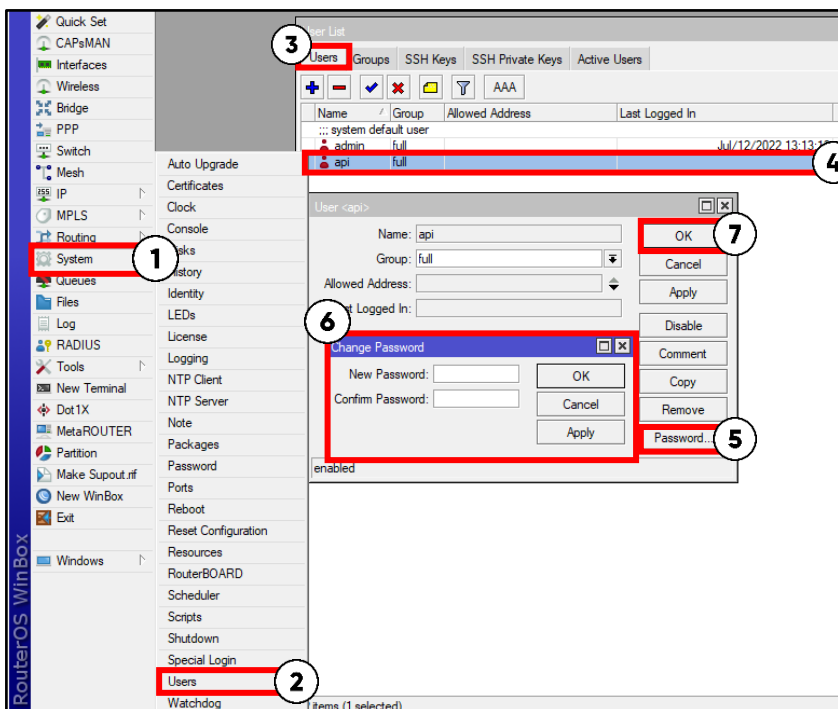 Quick Set
CAPsMAN
Interfaces
Wireless
Bridge
PPP
Switch
Mesh
IP
MPLS
Routing
System
Queues
Files
Log
RADIUS
Tools
New Terminal
Dot1X
MetaROUTER
Partition
Make Supout.rif
New WinBox
Exit
Windows
RouterOS WinBox
1
Auto Upgrade
Certificates
Clock
Console
History
Identity
LEDs
License
Logging
NTP Client
NTP Server
Note
Packages
Password
Ports
Reboot
Reset Configuration
Resources
RouterBOARD
Scheduler
Scripts
Shutdown
Special Login
Users
Watchdog
2
List
3
Users Groups SSH Keys SSH Private Keys Active Users
AAA
Name / Group Allowed Address Last Logged In
::: system default user
admin full Jul/12/2022
api full
4
User <api>
Name: api
Group: full
Allowed Address:
Logged In:
OK
7
Cancel
Apply
Disable
Comment
Copy
Remove
Password...
5
6
Change Password
New Password:
Confirm Password:
OK
Cancel
Apply
enabled
items (1 selected)